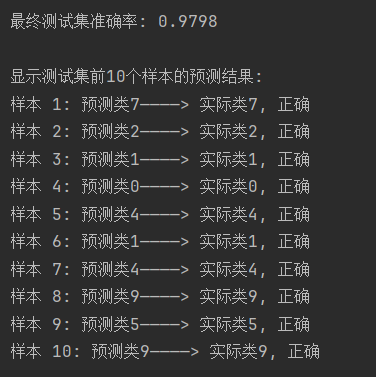 最终测试集准确率: 0.9798
显示测试集前10个样本的预测结果:
样本 1: 预测类7————> 实际类7, 正确
样本 2: 预测类2————> 实际类2, 正确
样本 3: 预测类1————> 实际类1, 正确
样本 4: 预测类0————> 实际类0, 正确
样本 5: 预测类4————> 实际类4, 正确
样本 6: 预测类1————> 实际类1, 正确
样本 7: 预测类4————> 实际类4, 正确
样本 8: 预测类9————> 实际类9, 正确
样本 9: 预测类5————> 实际类5, 正确
样本 10: 预测类9————> 实际类9, 正确